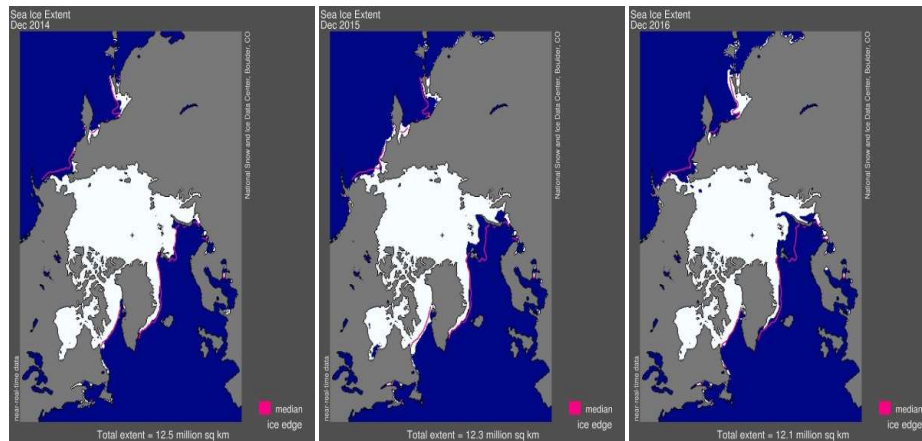 Sea Ice Extent
Dec 2014
National Snow and Ice Data Center, Boulder, CO
near-real-time data
median
ice edge
Total extent = 12.5 million sq km
Sea Ice Extent
Dec 2015
National Snow and Ice Data Center, Boulder, CO
near-real-time data
median
ice edge
Total extent = 12.3 million sq km
Sea Ice Extent
Dec 2016
National Snow and Ice Data Center, Boulder, CO
near-real-time data
median
ice edge
Total extent = 12.1 million sq km